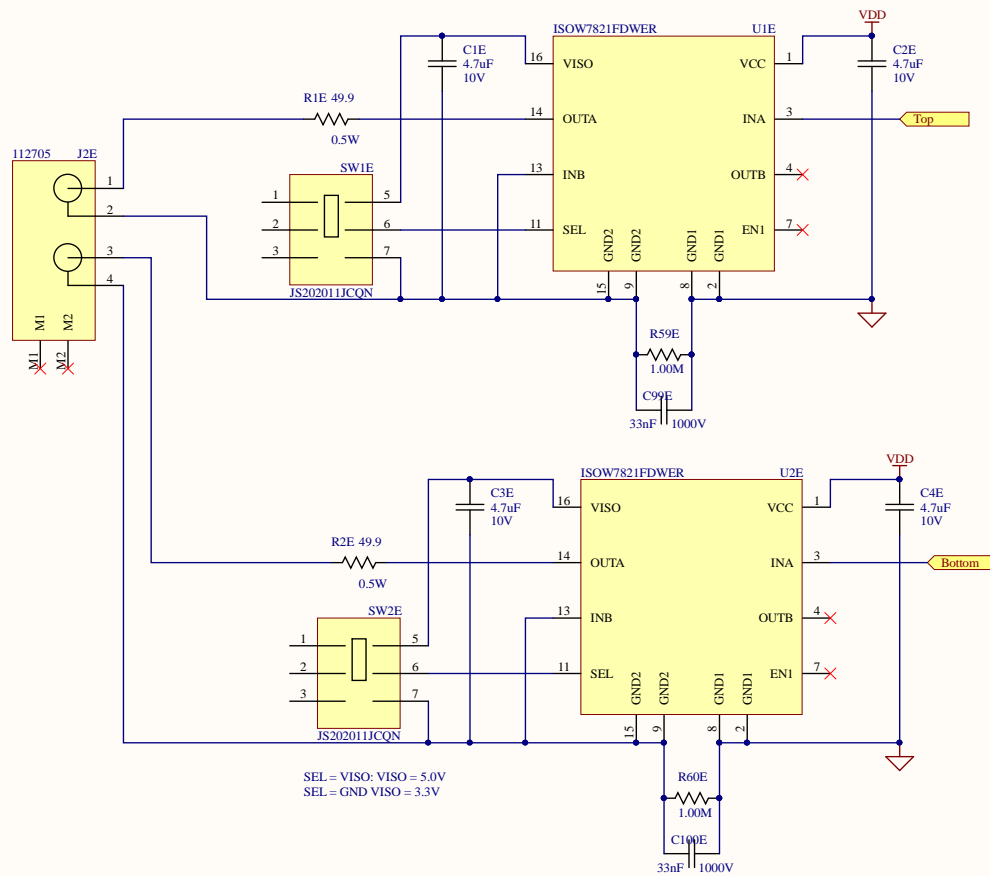 ISOW7821FDWER U1E
VDD
C1E
4.7uF
10V
C2E
4.7uF
10V
16 VISO VCC 1
R1E 49.9
0.5W
14 OUTA INA 3
Top
112705 J2E
1
2
3
4
M1 M2
M1 M2
SW1E
1 5
2 6
3 7
JS202011JCQN
13 INB OUTB 4
11 SEL EN1 7
GND2 GND2 GND1 GND1
15 9 8 2
R59E
1.00M
C99E
33nF 1000V
ISOW7821FDWER U2E
VDD
C3E
4.7uF
10V
C4E
4.7uF
10V
16 VISO VCC 1
R2E 49.9
0.5W
14 OUTA INA 3
Bottom
SW2E
1 5
2 6
3 7
JS202011JCQN
13 INB OUTB 4
11 SEL EN1 7
GND2 GND2 GND1 GND1
15 9 8 2
SEL = VISO: VISO = 5.0V
SEL = GND VISO = 3.3V
R60E
1.00M
C100E
33nF 1000V